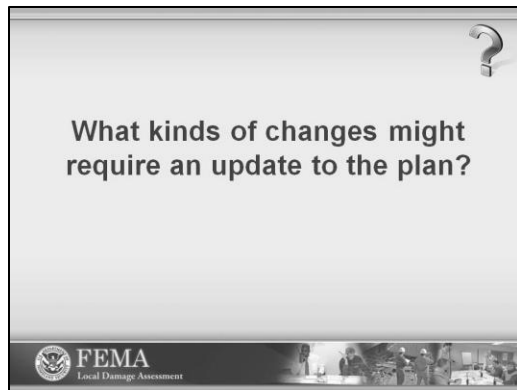 ?
What kinds of changes might
require an update to the plan?
FEMA
Local Damage Assessment